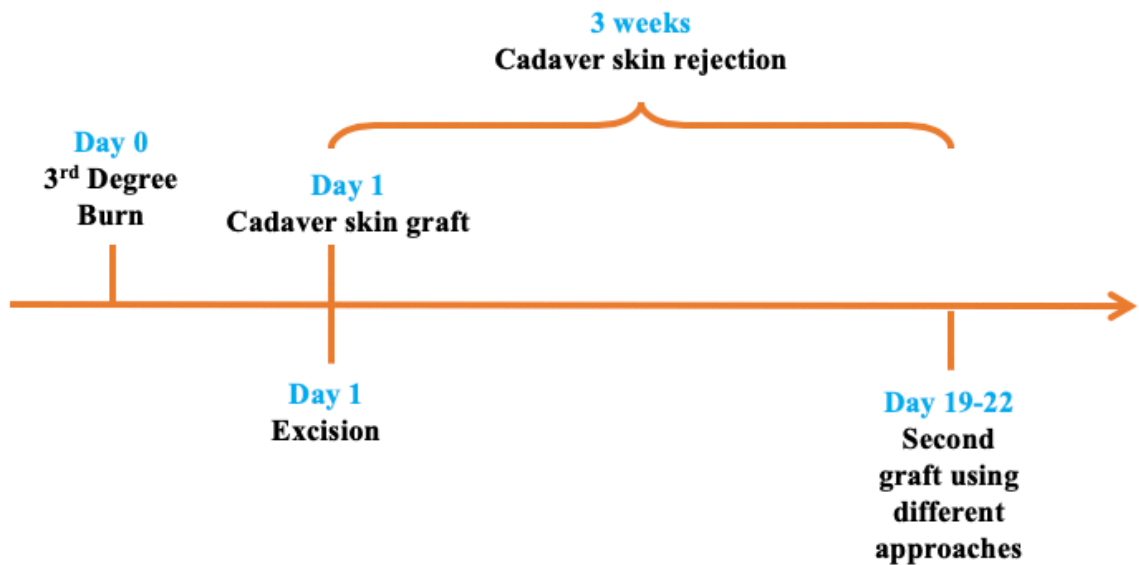 3 weeks
Cadaver skin rejection
Day 0
3rd Degree
Burn
Day 1
Cadaver skin graft
Day 1
Excision
Day 19-22
Second
graft using
different
approaches